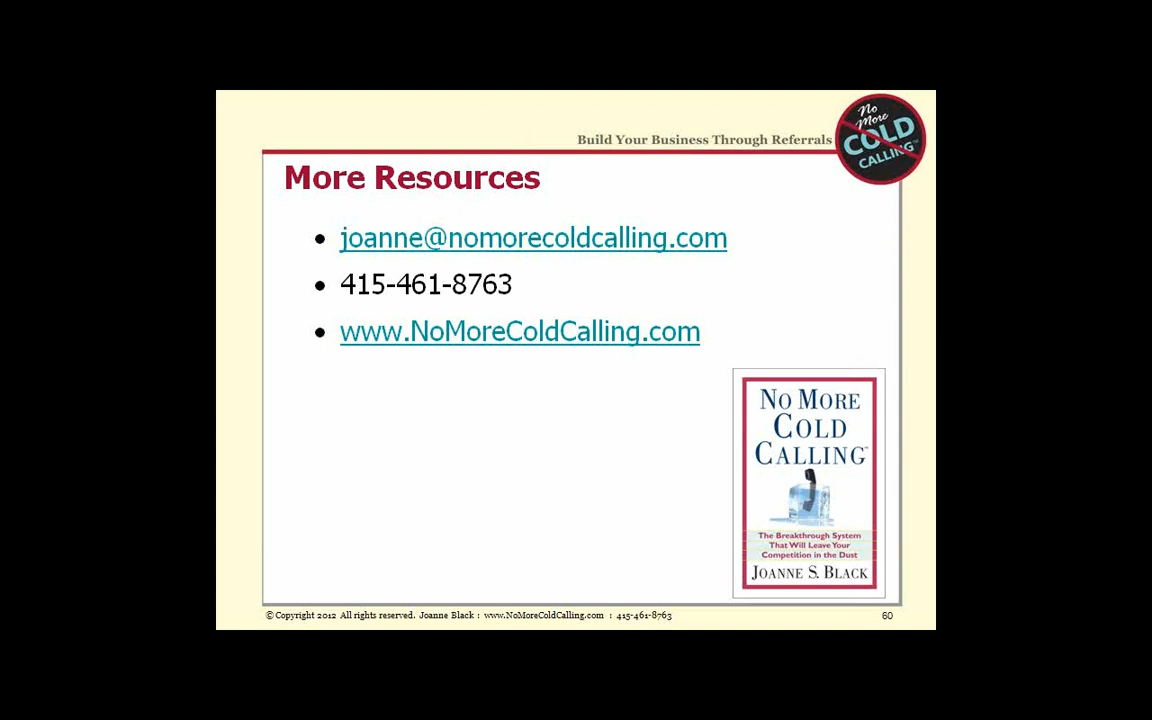 Build Your Business Through Referrals
No
More
COLD
CALLING™
More Resources
• joanne@nomorecoldcalling.com
• 415-461-8763
• www.NoMoreColdCalling.com
NO MORE
COLD
CALLING™
The Breakthrough System
That Will Leave Your
Competition in the Dust
JOANNE S. BLACK
© Copyright 2012 All rights reserved. Joanne Black : www.NoMoreColdCalling.com : 415-461-8763
60